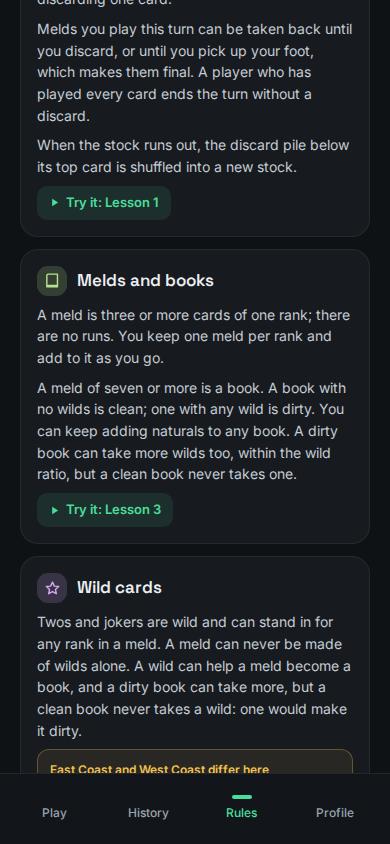 discarding one card.
Melds you play this turn can be taken back until
you discard, or until you pick up your foot,
which makes them final. A player who has
played every card ends the turn without a
discard.
When the stock runs out, the discard pile below
its top card is shuffled into a new stock.
Try it: Lesson 1
Melds and books
A meld is three or more cards of one rank; there
are no runs. You keep one meld per rank and
add to it as you go.
A meld of seven or more is a book. A book with
no wilds is clean; one with any wild is dirty. You
can keep adding naturals to any book. A dirty
book can take more wilds too, within the wild
ratio, but a clean book never takes one.
Try it: Lesson 3
Wild cards
Twos and jokers are wild and can stand in for
any rank in a meld. A meld can never be made
of wilds alone. A wild can help a meld become a
book, and a dirty book can take more, but a
clean book never takes a wild: one would make
it dirty.
East Coast and West Coast differ here
Play History Rules Profile